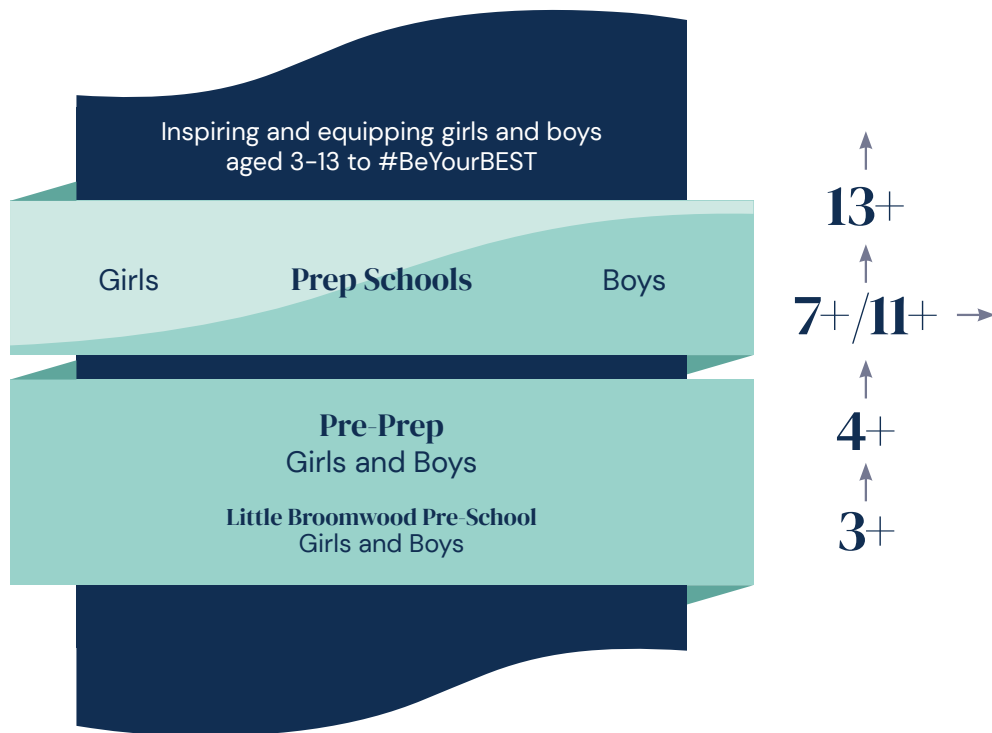 Inspiring and equipping girls and boys
aged 3-13 to #BeYourBEST
13+
Girls Prep Schools Boys
7+/11+
Pre-Prep
Girls and Boys
4+
Little Broomwood Pre-School
Girls and Boys
3+